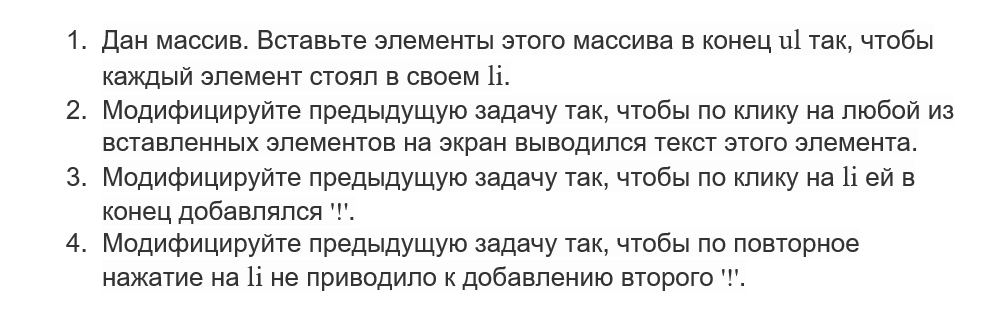 1. Дан массив. Вставьте элементы этого массива в конец ul так, чтобы
каждый элемент стоял в своем li.
2. Модифицируйте предыдущую задачу так, чтобы по клику на любой из
вставленных элементов на экран выводился текст этого элемента.
3. Модифицируйте предыдущую задачу так, чтобы по клику на li ей в
конец добавлялся '!'.
4. Модифицируйте предыдущую задачу так, чтобы по повторное
нажатие на li не приводило к добавлению второго '!'.